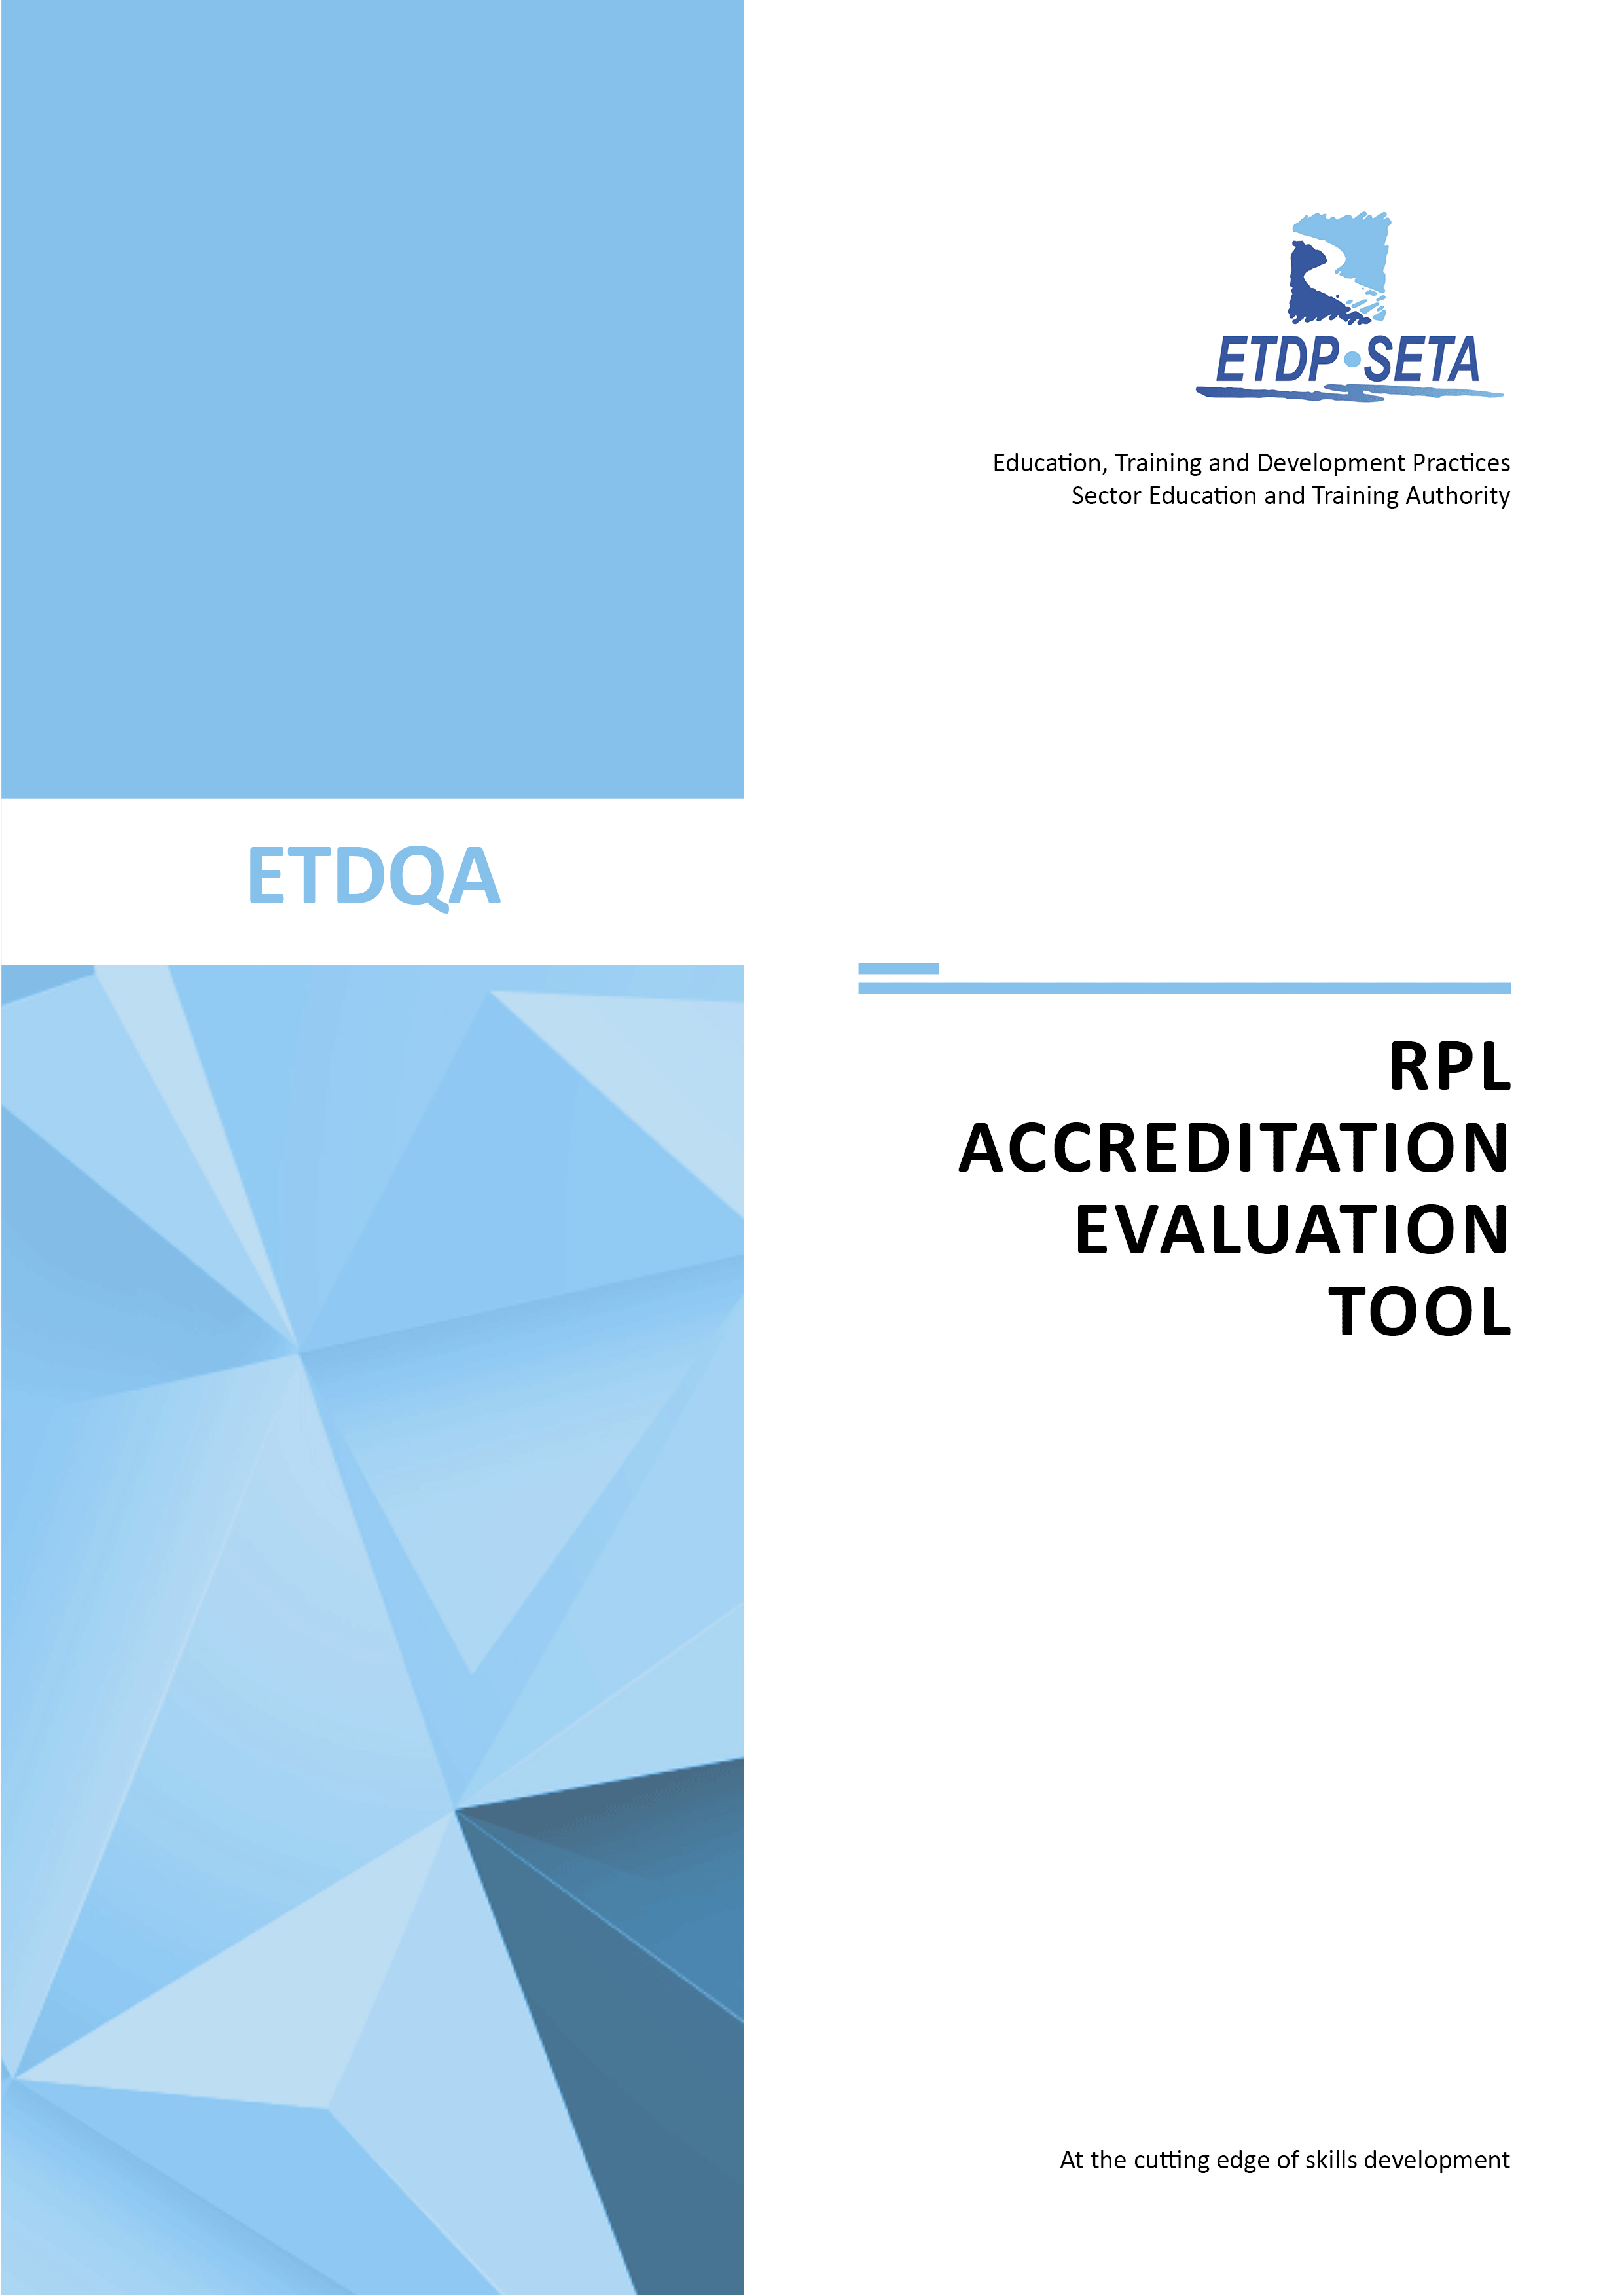 ETDP•SETA
Education, Training and Development Practices
Sector Education and Training Authority
ETDQA
RPL
ACCREDITATION
EVALUATION
TOOL
At the cutting edge of skills development